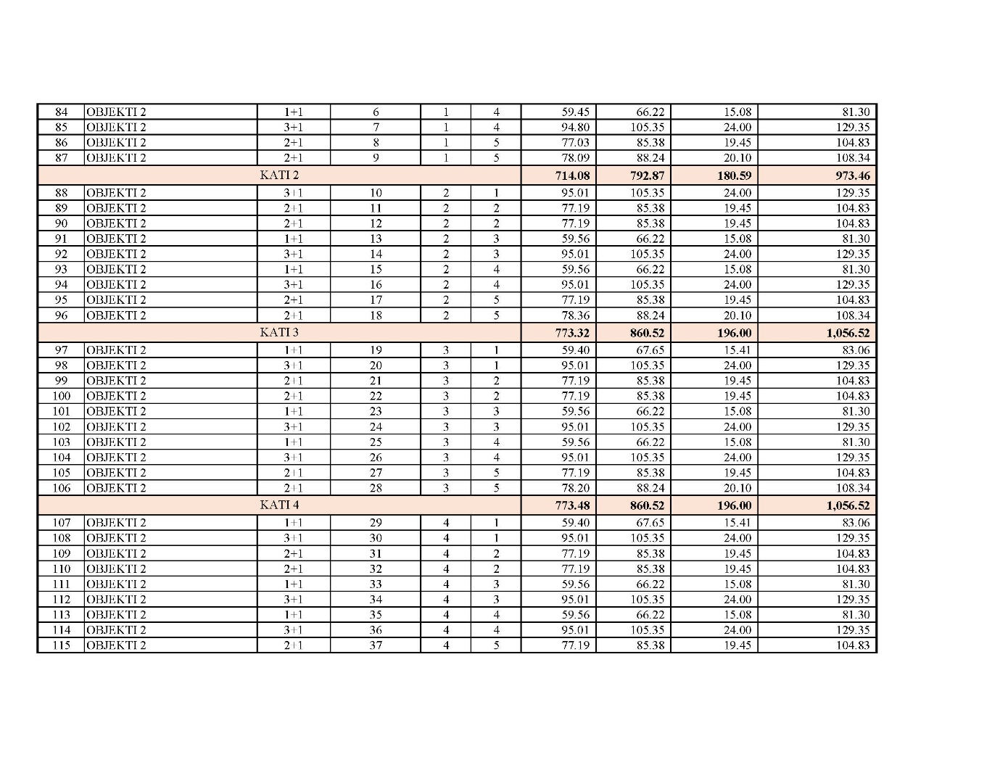 84 OBJEKTI 2 1+1 6 1 4 59.45 66.22 15.08 81.30
85 OBJEKTI 2 3+1 7 1 4 94.80 105.35 24.00 129.35
86 OBJEKTI 2 2+1 8 1 5 77.03 85.38 19.45 104.83
87 OBJEKTI 2 2+1 9 1 5 78.09 88.24 20.10 108.34
KATI 2 714.08 792.87 180.59 973.46
88 OBJEKTI 2 3+1 10 2 1 95.01 105.35 24.00 129.35
89 OBJEKTI 2 2+1 11 2 2 77.19 85.38 19.45 104.83
90 OBJEKTI 2 2+1 12 2 2 77.19 85.38 19.45 104.83
91 OBJEKTI 2 1+1 13 2 3 59.56 66.22 15.08 81.30
92 OBJEKTI 2 3+1 14 2 3 95.01 105.35 24.00 129.35
93 OBJEKTI 2 1+1 15 2 4 59.56 66.22 15.08 81.30
94 OBJEKTI 2 3+1 16 2 4 95.01 105.35 24.00 129.35
95 OBJEKTI 2 2+1 17 2 5 77.19 85.38 19.45 104.83
96 OBJEKTI 2 2+1 18 2 5 78.36 88.24 20.10 108.34
KATI 3 773.32 860.52 196.00 1,056.52
97 OBJEKTI 2 1+1 19 3 1 59.40 67.65 15.41 83.06
98 OBJEKTI 2 3+1 20 3 1 95.01 105.35 24.00 129.35
99 OBJEKTI 2 2+1 21 3 2 77.19 85.38 19.45 104.83
100 OBJEKTI 2 2+1 22 3 2 77.19 85.38 19.45 104.83
101 OBJEKTI 2 1+1 23 3 3 59.56 66.22 15.08 81.30
102 OBJEKTI 2 3+1 24 3 3 95.01 105.35 24.00 129.35
103 OBJEKTI 2 1+1 25 3 4 59.56 66.22 15.08 81.30
104 OBJEKTI 2 3+1 26 3 4 95.01 105.35 24.00 129.35
105 OBJEKTI 2 2+1 27 3 5 77.19 85.38 19.45 104.83
106 OBJEKTI 2 2+1 28 3 5 78.20 88.24 20.10 108.34
KATI 4 773.48 860.52 196.00 1,056.52
107 OBJEKTI 2 1+1 29 4 1 59.40 67.65 15.41 83.06
108 OBJEKTI 2 3+1 30 4 1 95.01 105.35 24.00 129.35
109 OBJEKTI 2 2+1 31 4 2 77.19 85.38 19.45 104.83
110 OBJEKTI 2 2+1 32 4 2 77.19 85.38 19.45 104.83
111 OBJEKTI 2 1+1 33 4 3 59.56 66.22 15.08 81.30
112 OBJEKTI 2 3+1 34 4 3 95.01 105.35 24.00 129.35
113 OBJEKTI 2 1+1 35 4 4 59.56 66.22 15.08 81.30
114 OBJEKTI 2 3+1 36 4 4 95.01 105.35 24.00 129.35
115 OBJEKTI 2 2+1 37 4 5 77.19 85.38 19.45 104.83